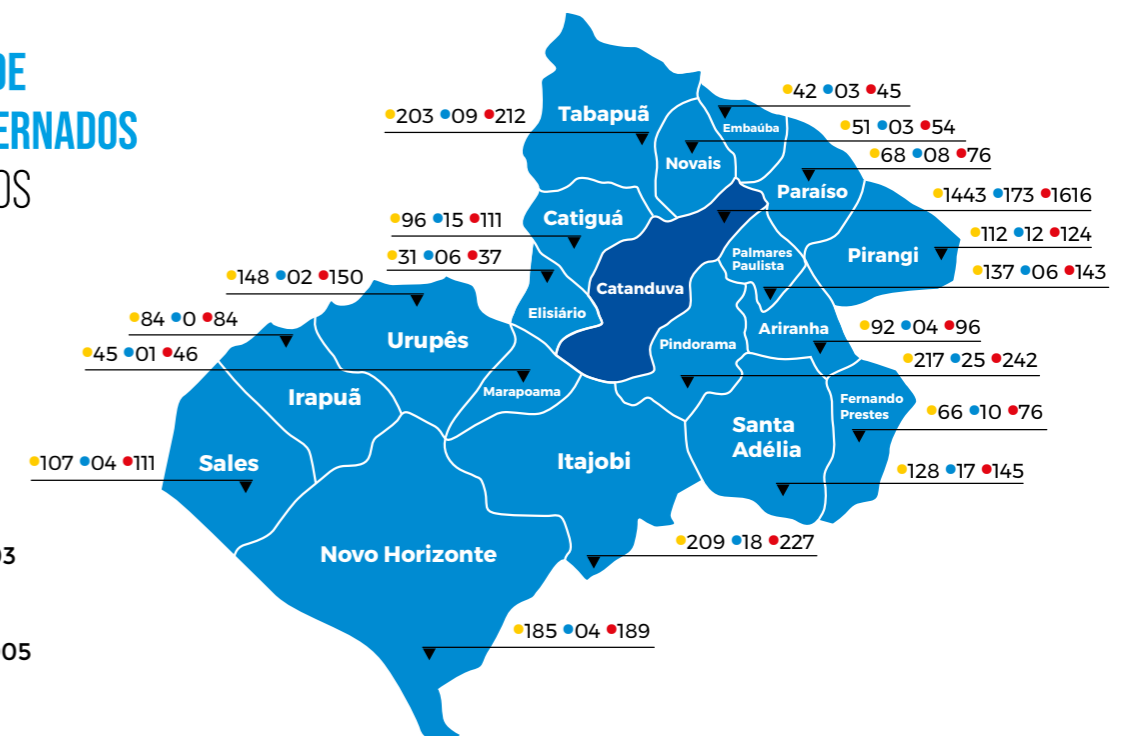 DE
ERNADOS
OS
42 03 45
Tabapuã
203 09 212
Embaúba
51 03 54
Novais
68 08 76
Paraíso
1443 173 1616
Catiguá
96 15 111
112 12 124
Palmares
Paulista
Pirangi
31 06 37
137 06 143
148 02 150
Catanduva
Elisiário
84 0 84
Ariranha
92 04 96
Urupês
Pindorama
45 01 46
217 25 242
Marapoama
Irapuã
Fernando
Prestes
66 10 76
Santa
Adélia
Itajobi
107 04 111
Sales
128 17 145
209 18 227
Novo Horizonte
03
185 04 189
005